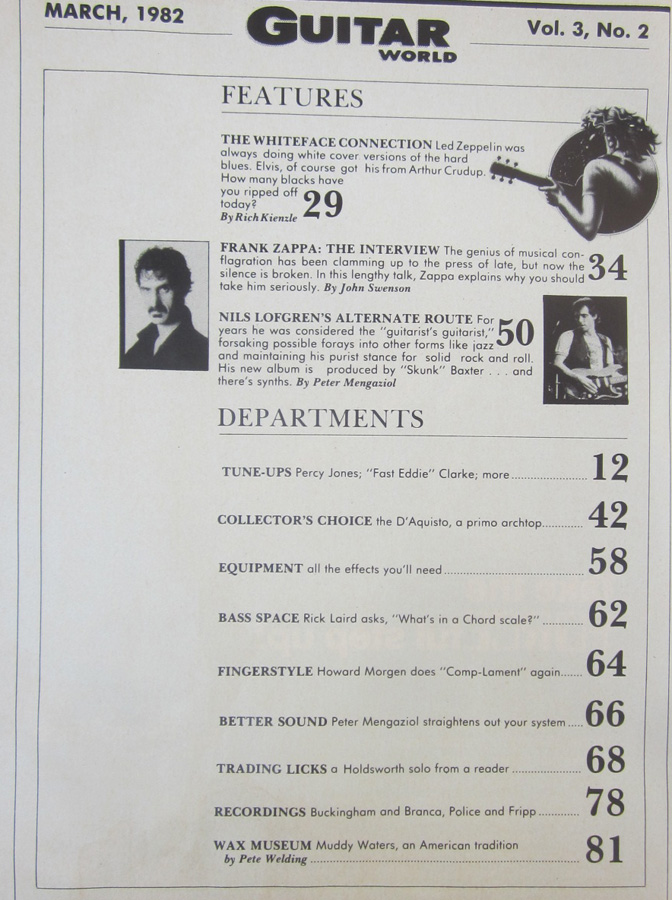 MARCH, 1982
GUITAR
WORLD
Vol. 3, No. 2
FEATURES
THE WHITEFACE CONNECTION Led Zeppelin was
always doing white cover versions of the hard
blues. Elvis, of course got his from Arthur Crudup.
How many blacks have
you ripped off
today?
By Rich Kienzle
29
FRANK ZAPPA: THE INTERVIEW The genius of musical con-
flagration has been clamming up to the press of late, but now the
silence is broken. In this lengthy talk, Zappa explains why you should
take him seriously. By John Swenson
34
NILS LOFGREN'S ALTERNATE ROUTE For
years he was considered the "guitarist's guitarist,"
forsaking possible forays into other forms like jazz
and maintaining his purist stance for solid rock and roll.
His new album is produced by "Skunk" Baxter . . . and
there's synths. By Peter Mengaziol
50
DEPARTMENTS
TUNE-UPS Percy Jones; "Fast Eddie" Clarke; more........................ 12
COLLECTOR'S CHOICE the D'Aquisto, a primo archtop............ 42
EQUIPMENT all the effects you'll need............................................ 58
BASS SPACE Rick Laird asks, "What's in a Chord scale?" ............ 62
FINGERSTYLE Howard Morgen does "Comp-Lament" again....... 64
BETTER SOUND Peter Mengaziol straightens out your system ..... 66
TRADING LICKS a Holdsworth solo from a reader ...................... 68
RECORDINGS Buckingham and Branca, Police and Fripp............. 78
WAX MUSEUM Muddy Waters, an American tradition
by Pete Welding ........................................................................ 81